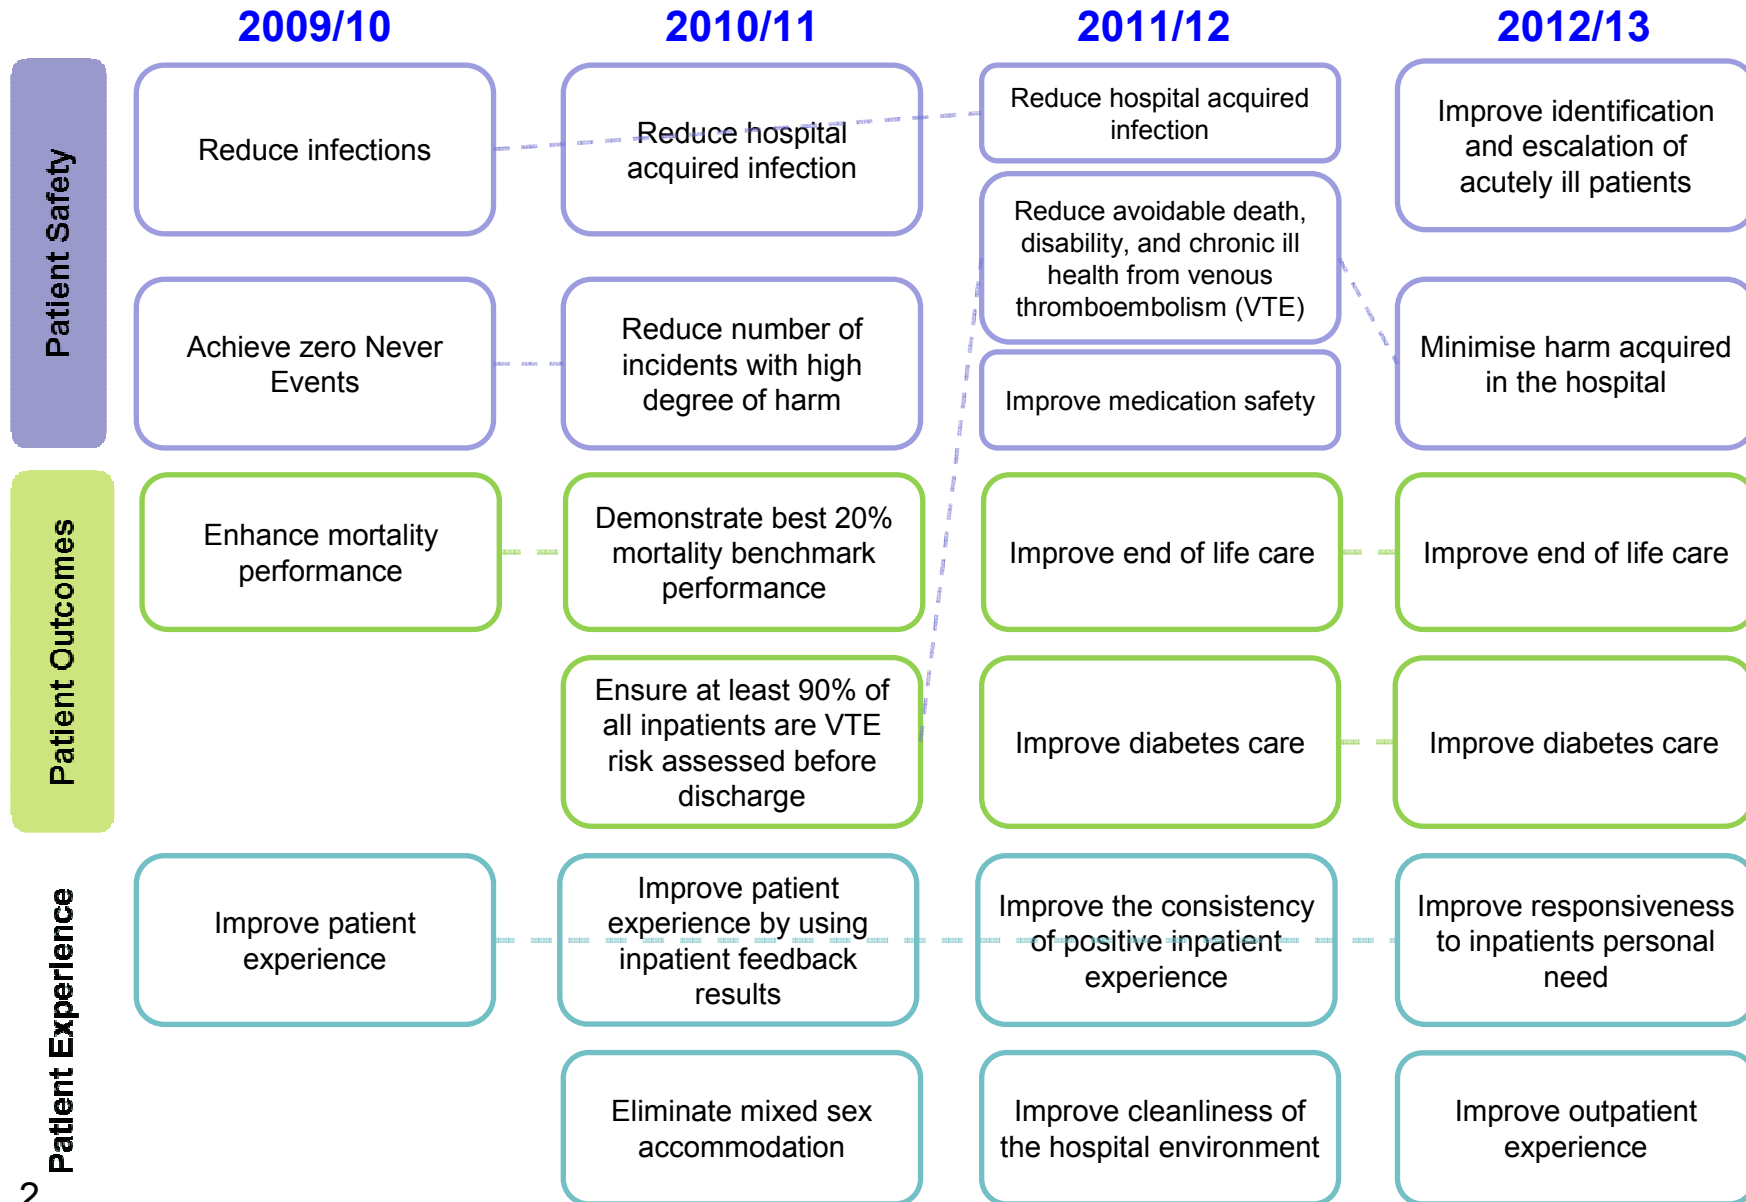 2009/10
2010/11
2011/12
2012/13
Patient Safety
Reduce infections
Reduce hospital
acquired infection
Reduce hospital acquired
infection
Improve identification
and escalation of
acutely ill patients
Reduce avoidable death,
disability, and chronic ill
health from venous
thromboembolism (VTE)
Achieve zero Never
Events
Reduce number of
incidents with high
degree of harm
Improve medication safety
Minimise harm acquired
in the hospital
Patient Outcomes
Enhance mortality
performance
Demonstrate best 20%
mortality benchmark
performance
Improve end of life care
Improve end of life care
Ensure at least 90% of
all inpatients are VTE
risk assessed before
discharge
Improve diabetes care
Improve diabetes care
Patient Experience
Improve patient
experience
Improve patient
experience by using
inpatient feedback
results
Improve the consistency
of positive inpatient
experience
Improve responsiveness
to inpatients personal
need
Eliminate mixed sex
accommodation
Improve cleanliness of
the hospital environment
Improve outpatient
experience
2